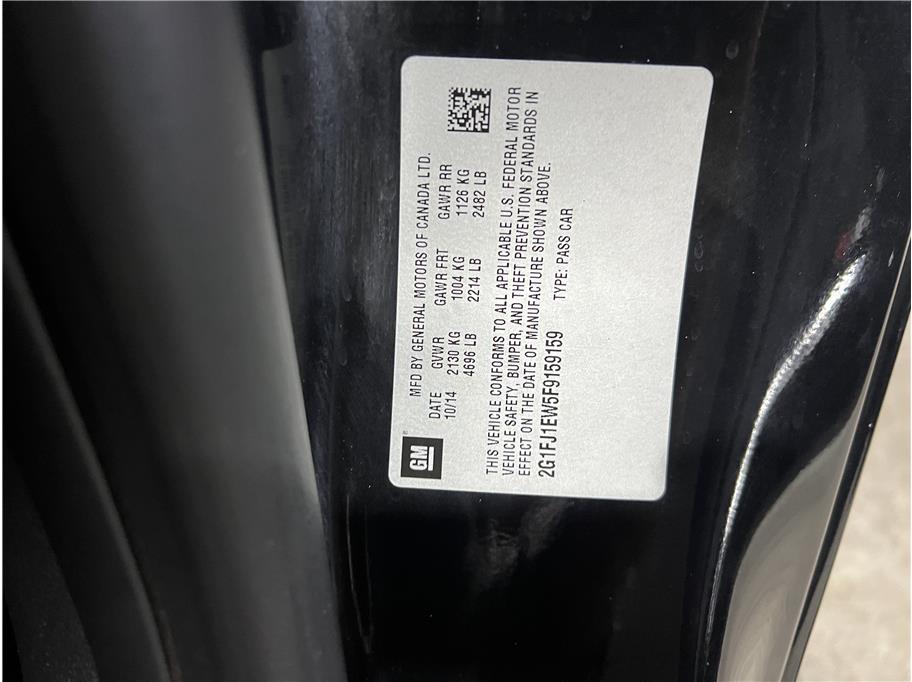 GM
MFD BY GENERAL MOTORS OF CANADA LTD.
DATE GVWR GAWR FRT GAWR RR
10/14 2130 KG 1004 KG 1126 KG
4696 LB 2214 LB 2482 LB
THIS VEHICLE CONFORMS TO ALL APPLICABLE U.S. FEDERAL MOTOR
VEHICLE SAFETY, BUMPER, AND THEFT PREVENTION STANDARDS IN
EFFECT ON THE DATE OF MANUFACTURE SHOWN ABOVE.
2G1FJ1EW5F9159159 TYPE: PASS CAR